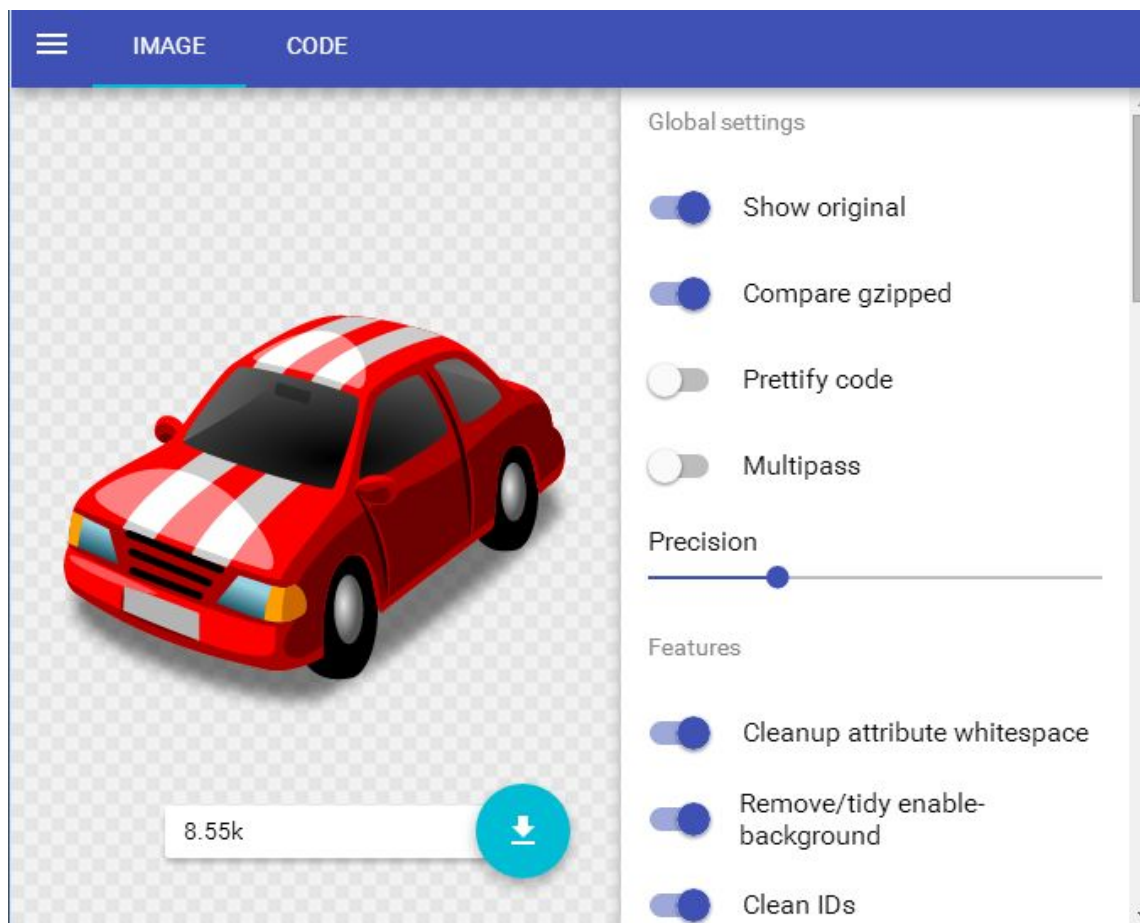 IMAGE CODE
Global settings
Show original
Compare gzipped
Prettify code
Multipass
Precision
Features
Cleanup attribute whitespace
Remove/tidy enable-
background
Clean IDs
8.55k